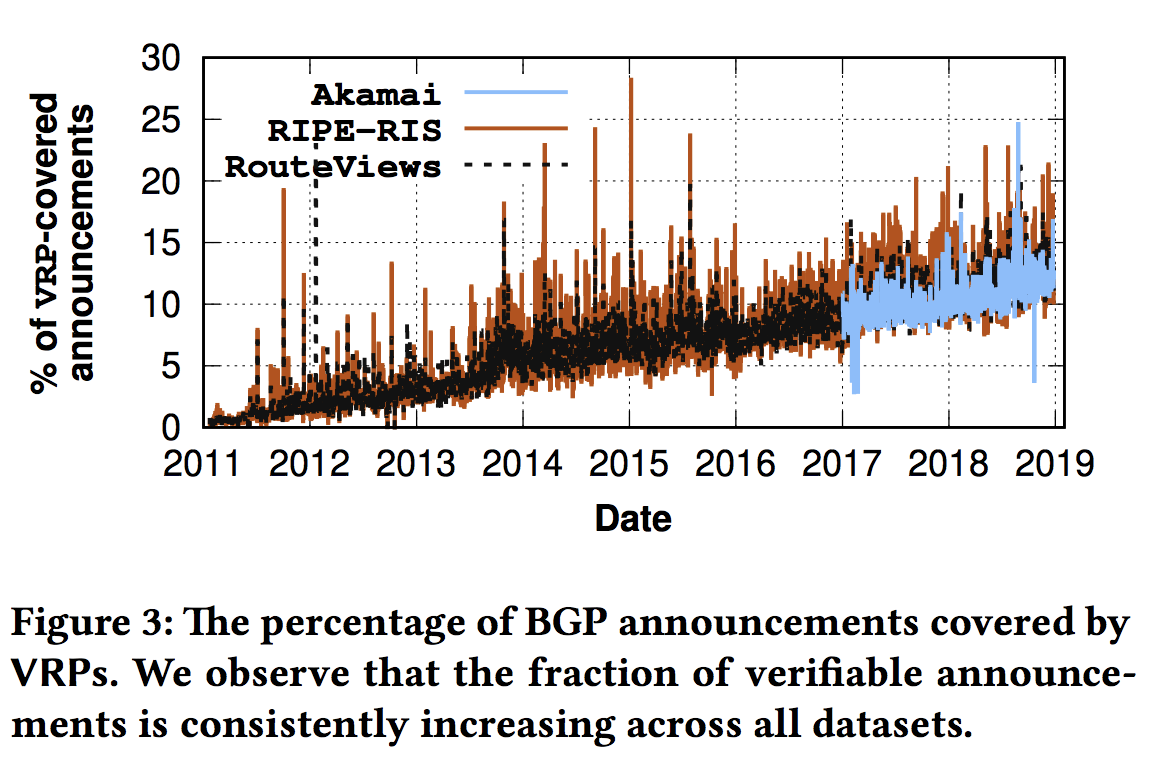 % of VRP-covered
announcements
30
25
20
15
10
5
0
Akamai
RIPE-RIS
RouteViews
2011 2012 2013 2014 2015 2016 2017 2018 2019
Date
Figure 3: The percentage of BGP announcements covered by
VRPs. We observe that the fraction of verifiable announce-
ments is consistently increasing across all datasets.